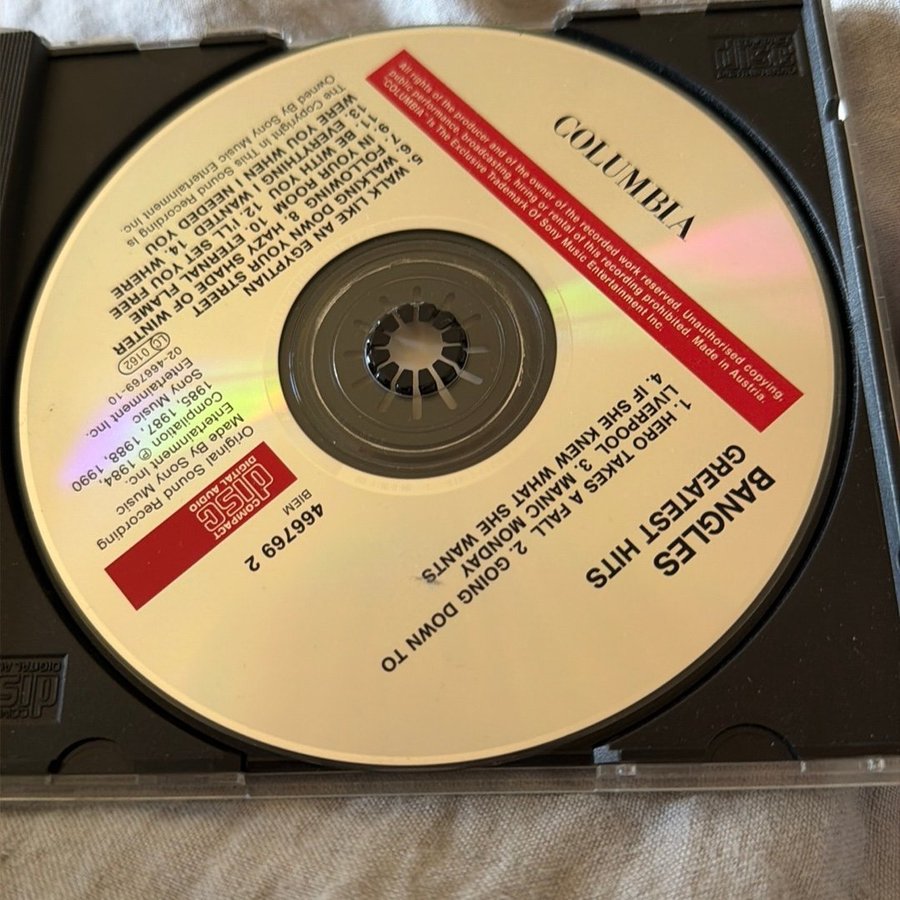 COLUMBIA
All rights of the producer and of the owner of the recorded work reserved. Unauthorised copying,
public performance, broadcasting, hiring or rental of this recording prohibited. Made in Austria.
"COLUMBIA" Is The Exclusive Trademark Of Sony Music Entertainment Inc.
BANGLES
GREATEST HITS
1. HERO TAKES A FALL 2. GOING DOWN TO
LIVERPOOL 3. MANIC MONDAY
4. IF SHE KNEW WHAT SHE WANTS
5. WALK LIKE AN EGYPTIAN
6. WALKING DOWN YOUR STREET
7. FOLLOWING 8. HAZY SHADE OF WINTER
9. IN YOUR ROOM 10. ETERNAL FLAME
11. BE WITH YOU 12. I'LL SET YOU FREE
13. EVERYTHING I WANTED 14. WHERE
WERE YOU WHEN I NEEDED YOU
The Copyright In This Sound Recording Is
Owned By Sony Music Entertainment Inc.
LC 0162
02-466769-10
Sony Music
Entertainment Inc.
Compilation ℗ 1984,
1985, 1987, 1988, 1990
Sony Music
Entertainment Inc.
Original Sound Recording
Made By Sony Music
COMPACT
disc
DIGITAL AUDIO
BIEM
466769 2
disc
COMPACT
disc